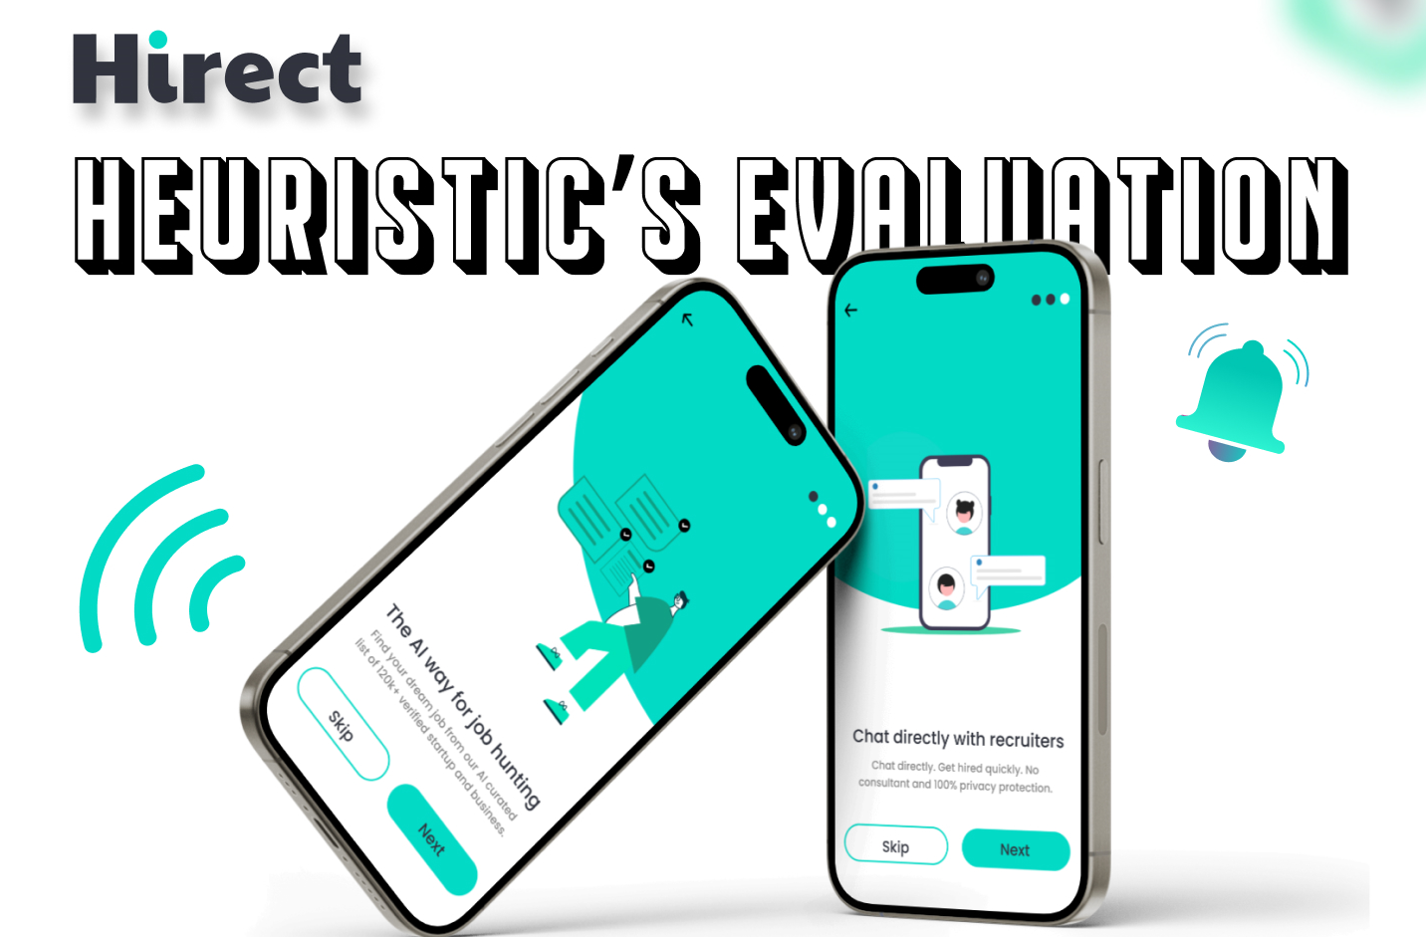 Hirect
HEURISTIC'S EVALUATION
The AI way for job hunting
Find your dream job from our AI curated
list of 120k+ verified startup and business.
Skip
Next
Chat directly with recruiters
Chat directly. Get hired quickly. No
consultant and 100% privacy protection.
Skip
Next